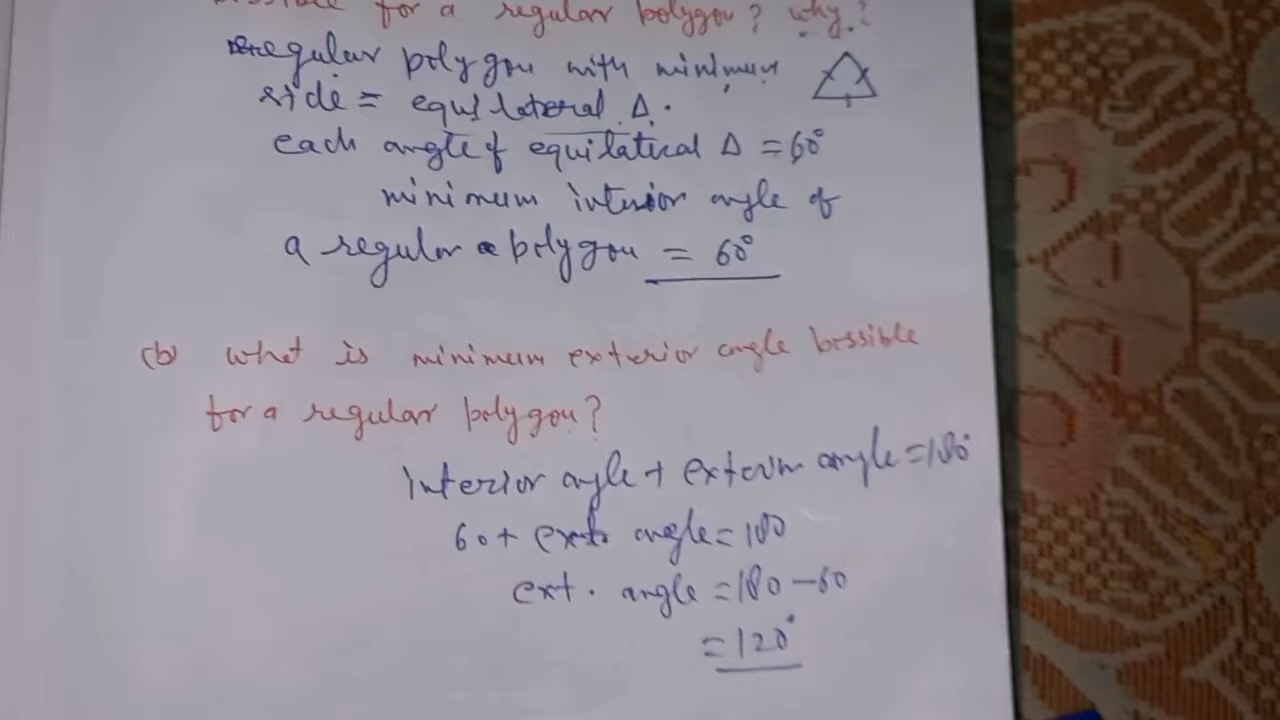 for a regular polygon? why?
regular polygon with minimum
side = equilateral Δ.
each angle of equilateral Δ = 60°
minimum interior angle of
a regular polygon = 60°
(b) What is minimum exterior angle possible
for a regular polygon?
interior angle + exterior angle = 180°
60 + ext angle = 180
ext. angle = 180 - 60
= 120°